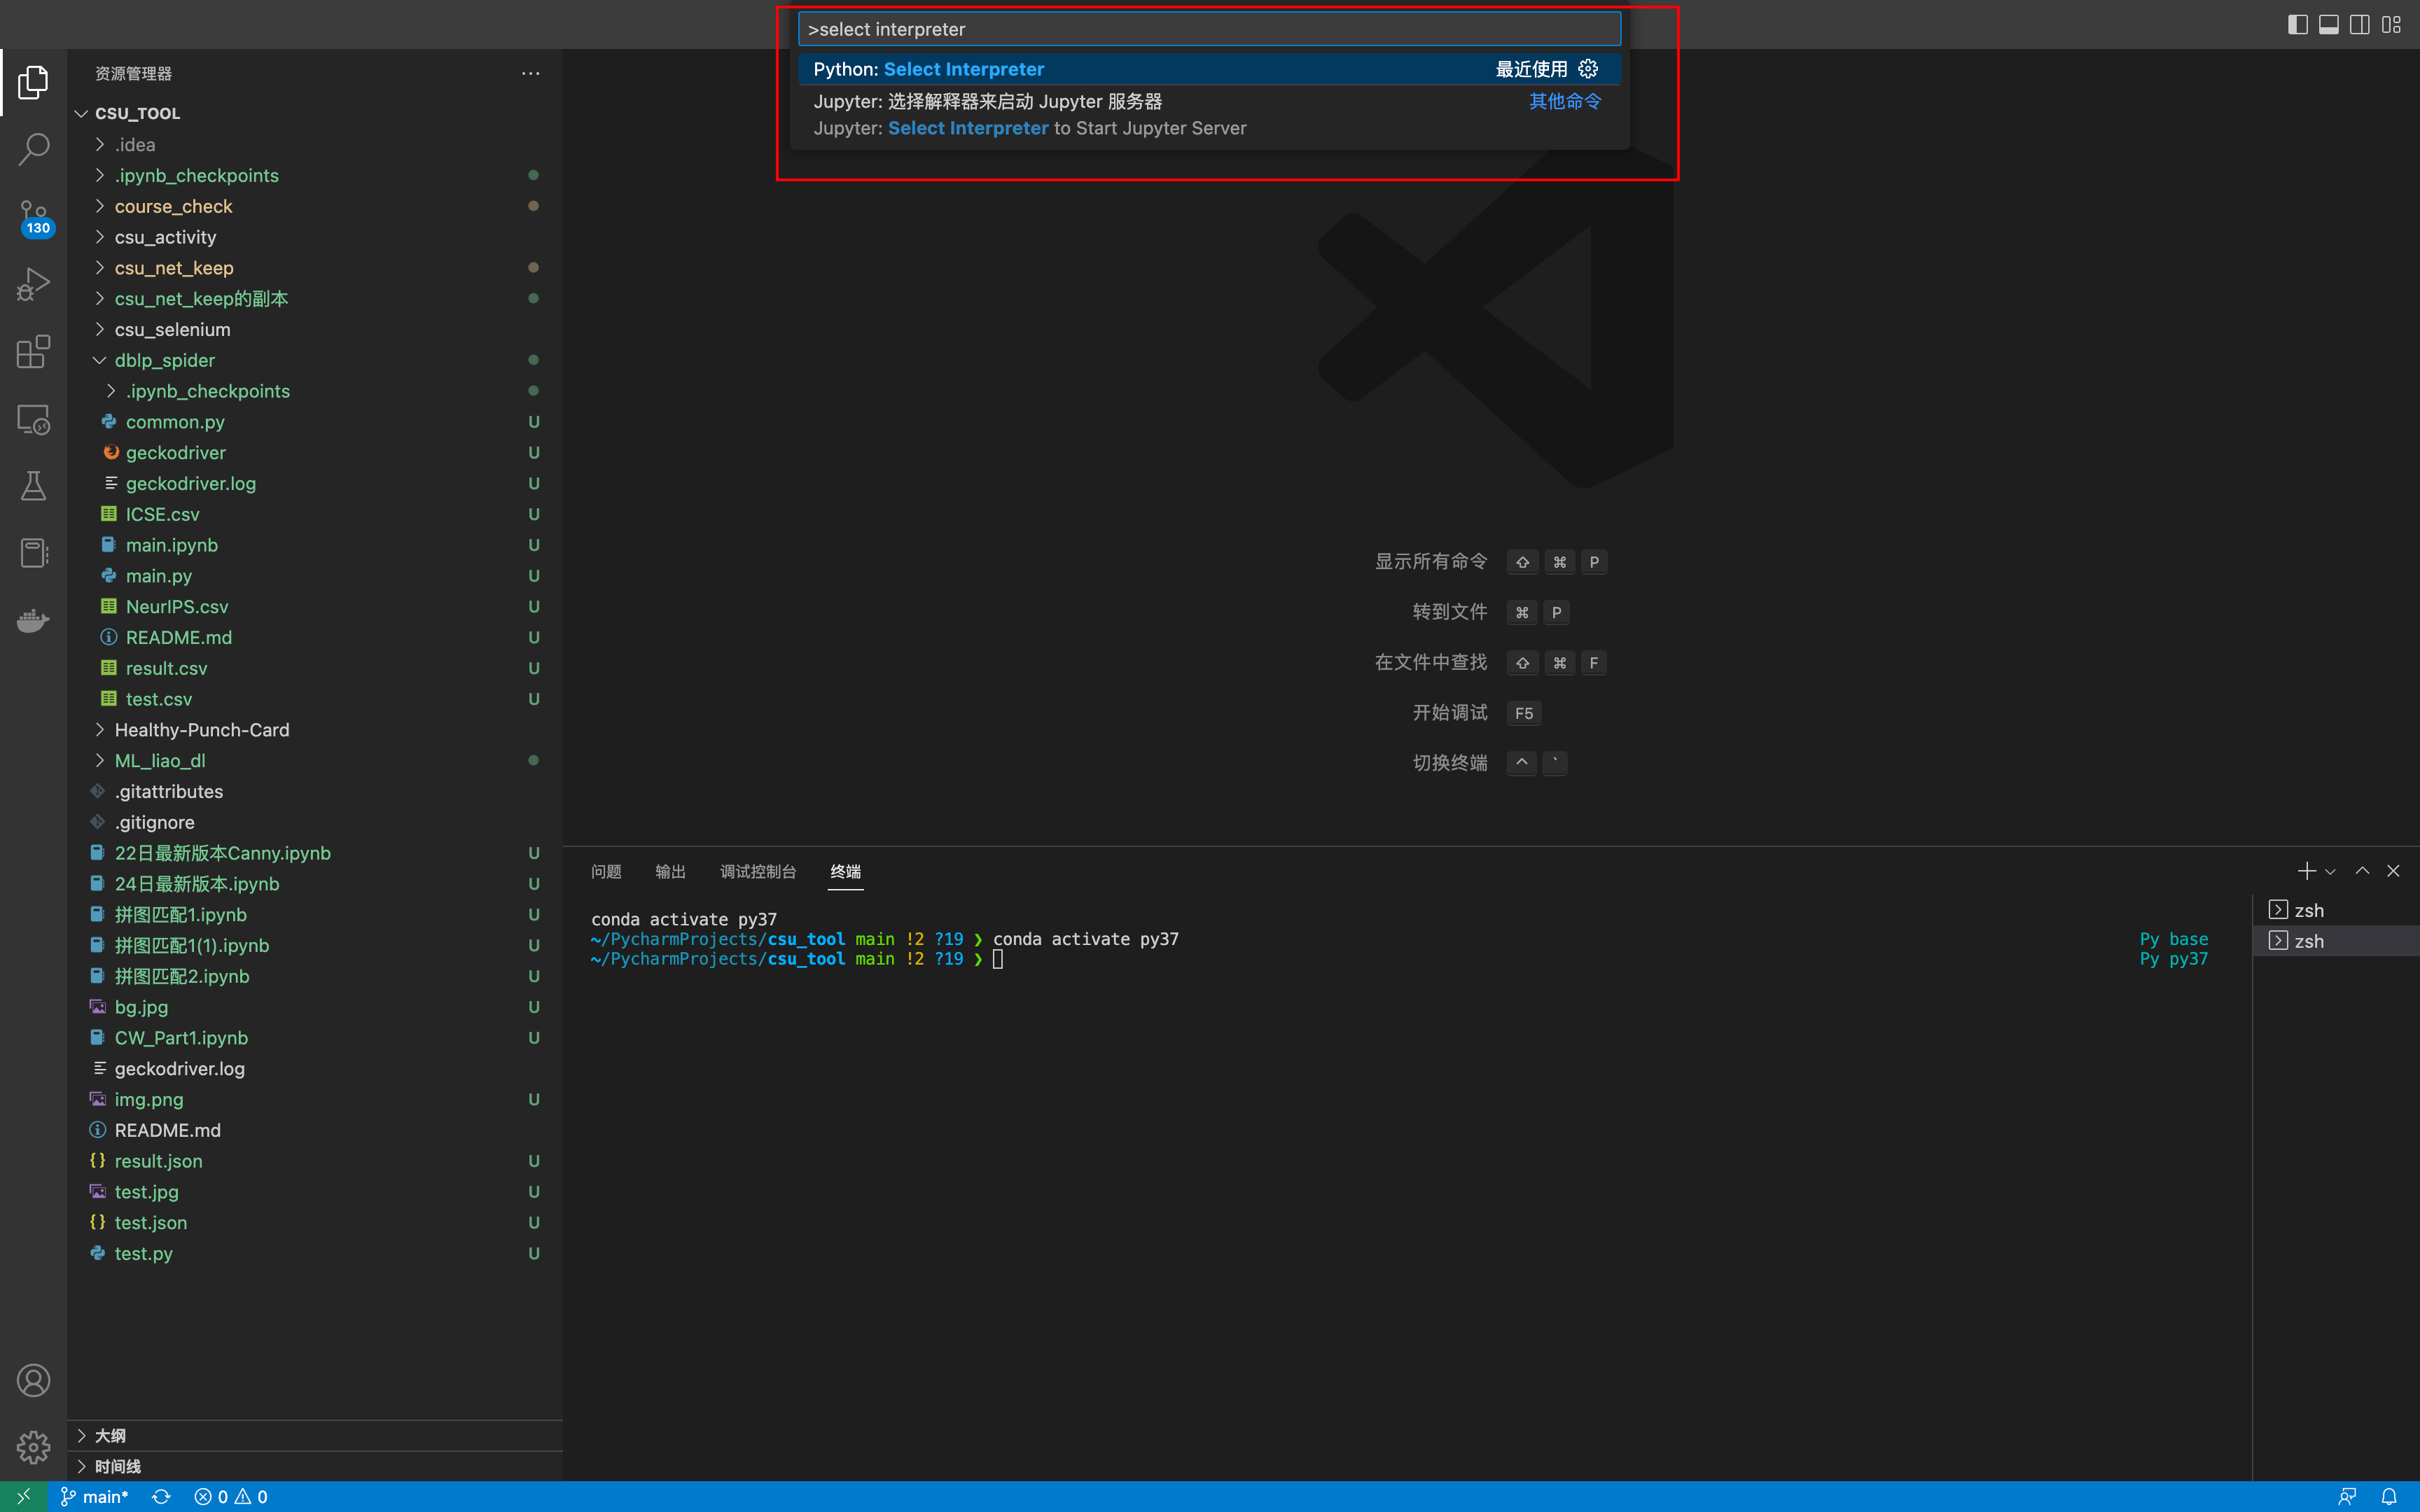 >select interpreter
Python: Select Interpreter 最近使用
Jupyter: 选择解释器来启动 Jupyter 服务器 其他命令
Jupyter: Select Interpreter to Start Jupyter Server
资源管理器
CSU_TOOL
.idea
.ipynb_checkpoints
course_check
csu_activity
csu_net_keep
csu_net_keep的副本
csu_selenium
dblp_spider
.ipynb_checkpoints
common.py U
geckodriver U
geckodriver.log U
ICSE.csv U
main.ipynb U
main.py U
NeurIPS.csv U
README.md U
result.csv U
test.csv U
Healthy-Punch-Card
ML_liao_dl
.gitattributes
.gitignore
22日最新版本Canny.ipynb U
24日最新版本.ipynb U
拼图匹配1.ipynb U
拼图匹配1(1).ipynb U
拼图匹配2.ipynb U
bg.jpg U
CW_Part1.ipynb U
geckodriver.log
img.png U
README.md
result.json U
test.jpg U
test.json U
test.py U
大纲
时间线
130
显示所有命令 ⇧ ⌘ P
转到文件 ⌘ P
在文件中查找 ⇧ ⌘ F
开始调试 F5
切换终端 ^ `
问题 输出 调试控制台 终端
conda activate py37
~/PycharmProjects/csu_tool main !2 ?19 ❯ conda activate py37 Py base
~/PycharmProjects/csu_tool main !2 ?19 ❯ Py py37
zsh
zsh
main* 0 0